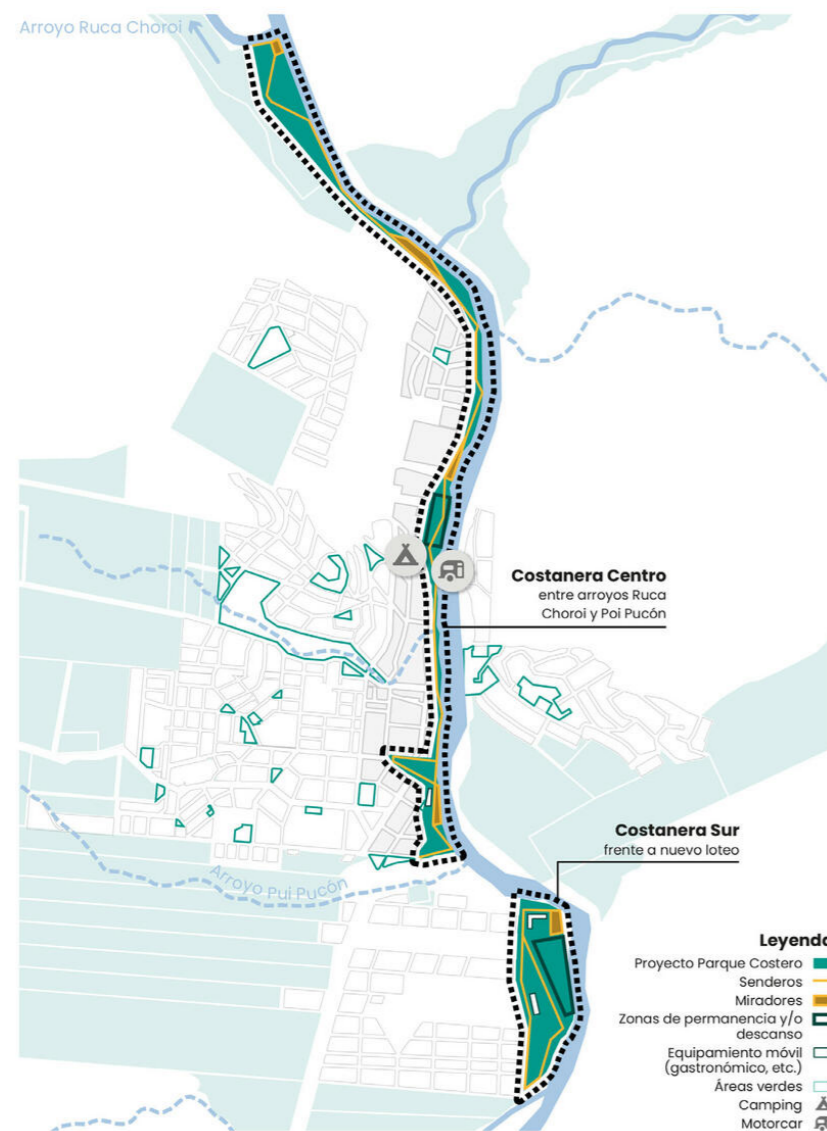 Arroyo Ruca Choroi
Costanera Centro
entre arroyos Ruca
Choroi y Poi Pucón
Costanera Sur
frente a nuevo loteo
Arroyo Pui Pucón
Leyenda
Proyecto Parque Costero
Senderos
Miradores
Zonas de permanencia y/o
descanso
Equipamiento móvil
(gastronómico, etc.)
Áreas verdes
Camping
Motorcar